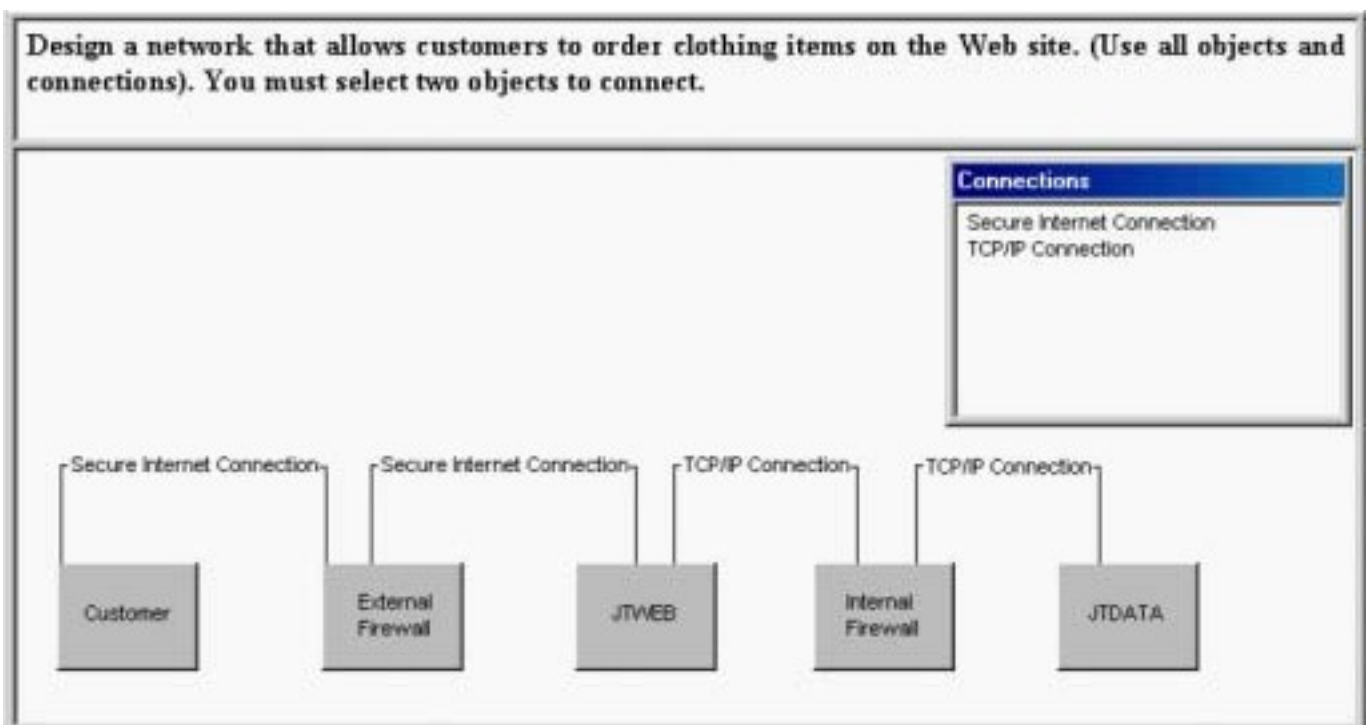 Design a network that allows customers to order clothing items on the Web site. (Use all objects and
connections). You must select two objects to connect.
Connections
Secure Internet Connection
TCP/IP Connection
Secure Internet Connection
Secure Internet Connection
TCP/IP Connection
TCP/IP Connection
Customer
External
Firewall
JTWEB
Internal
Firewall
JTDATA